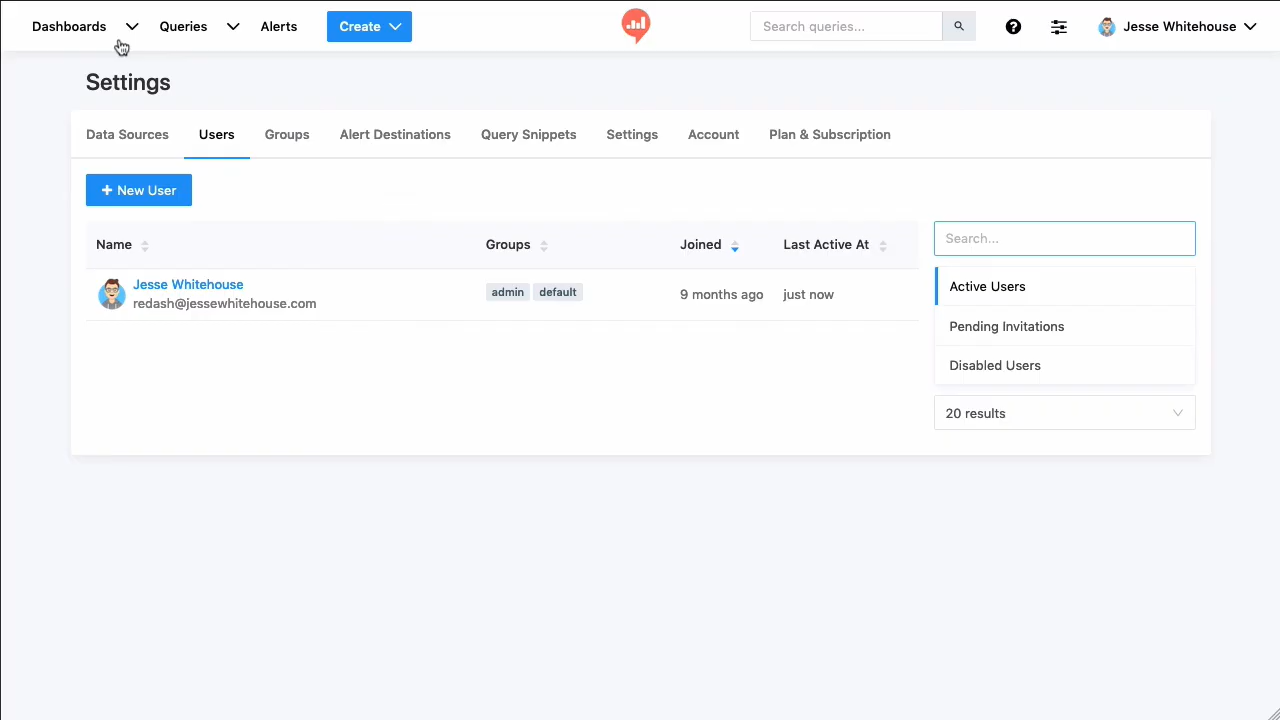 Dashboards Queries Alerts Create Search queries... Jesse Whitehouse
Settings
Data Sources Users Groups Alert Destinations Query Snippets Settings Account Plan & Subscription
+ New User
Name Groups Joined Last Active At Search...
Jesse Whitehouse
redash@jessewhitehouse.com
admin default 9 months ago just now
Active Users
Pending Invitations
Disabled Users
20 results